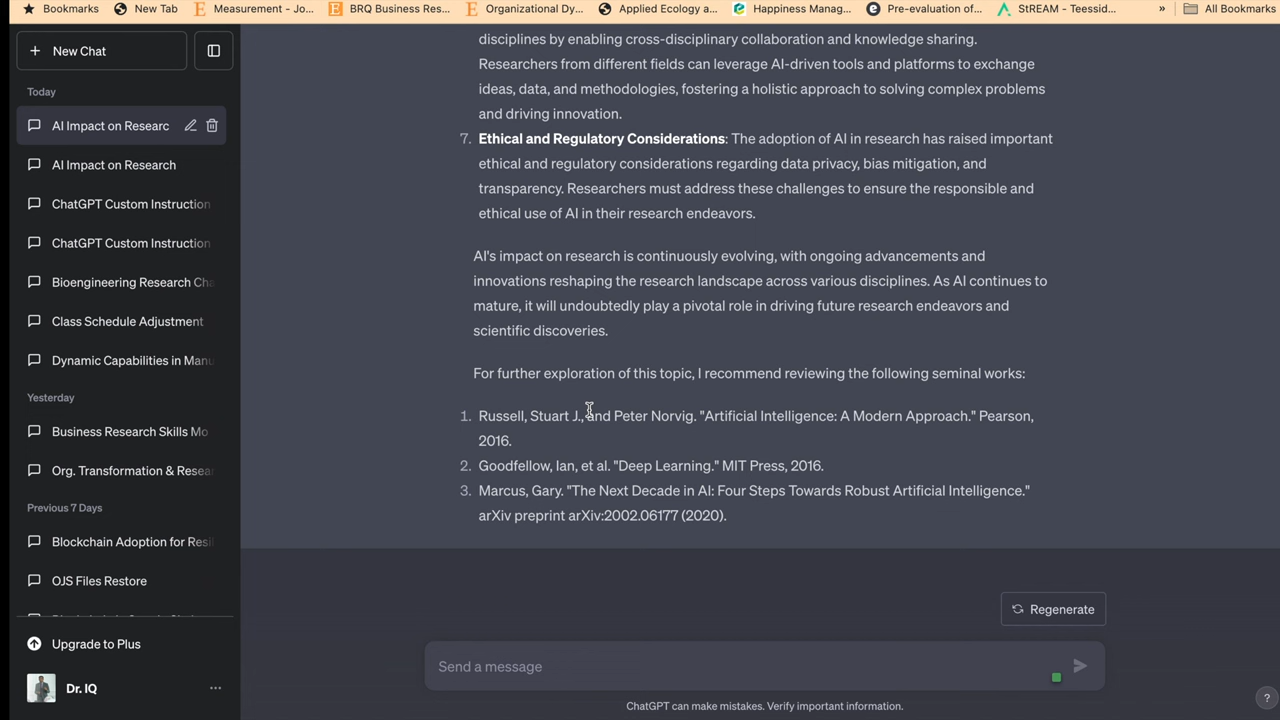 Bookmarks
New Tab
Measurement - Jo...
BRQ Business Res...
Organizational Dy...
Applied Ecology a...
Happiness Manag...
Pre-evaluation of...
StREAM - Teessid...
»
All Bookmarks
New Chat
Today
AI Impact on Researc
AI Impact on Research
ChatGPT Custom Instruction
ChatGPT Custom Instruction
Bioengineering Research Cha
Class Schedule Adjustment
Dynamic Capabilities in Manu
Yesterday
Business Research Skills Mo
Org. Transformation & Resea
Previous 7 Days
Blockchain Adoption for Resi
OJS Files Restore
Upgrade to Plus
Dr. IQ
disciplines by enabling cross-disciplinary collaboration and knowledge sharing.
Researchers from different fields can leverage AI-driven tools and platforms to exchange
ideas, data, and methodologies, fostering a holistic approach to solving complex problems
and driving innovation.
7. Ethical and Regulatory Considerations: The adoption of AI in research has raised important
ethical and regulatory considerations regarding data privacy, bias mitigation, and
transparency. Researchers must address these challenges to ensure the responsible and
ethical use of AI in their research endeavors.
AI's impact on research is continuously evolving, with ongoing advancements and
innovations reshaping the research landscape across various disciplines. As AI continues to
mature, it will undoubtedly play a pivotal role in driving future research endeavors and
scientific discoveries.
For further exploration of this topic, I recommend reviewing the following seminal works:
1. Russell, Stuart J., and Peter Norvig. "Artificial Intelligence: A Modern Approach." Pearson,
2016.
2. Goodfellow, Ian, et al. "Deep Learning." MIT Press, 2016.
3. Marcus, Gary. "The Next Decade in AI: Four Steps Towards Robust Artificial Intelligence."
arXiv preprint arXiv:2002.06177 (2020).
Regenerate
Send a message
ChatGPT can make mistakes. Verify important information.
?